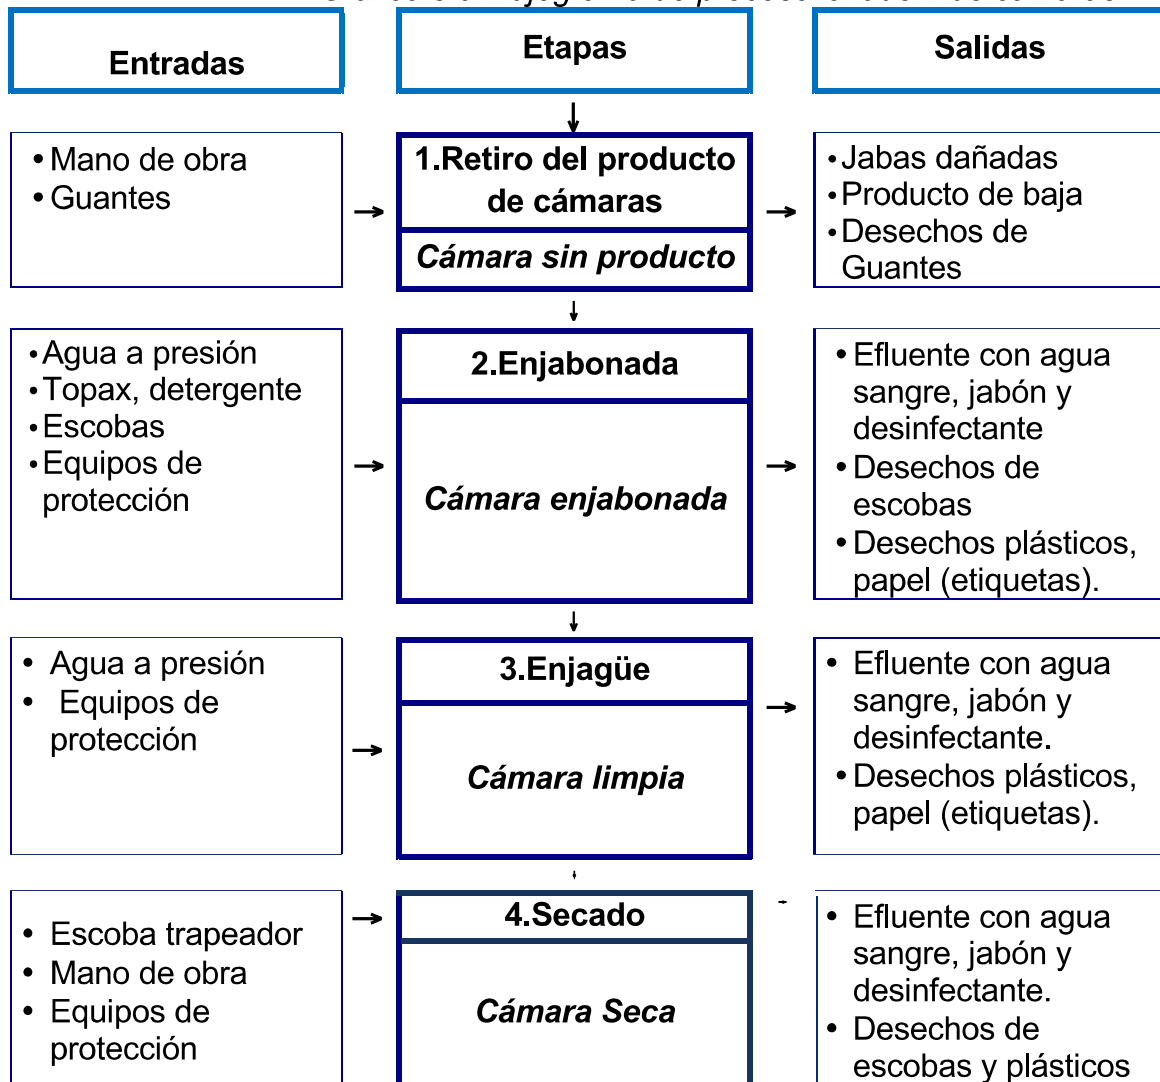 Entradas
Etapas
Salidas
• Mano de obra
• Guantes
1.Retiro del producto
de cámaras
Cámara sin producto
• Jabas dañadas
• Producto de baja
• Desechos de
Guantes
• Agua a presión
• Topax, detergente
• Escobas
• Equipos de
protección
2.Enjabonada
Cámara enjabonada
• Efluente con agua
sangre, jabón y
desinfectante
• Desechos de
escobas
• Desechos plásticos,
papel (etiquetas).
• Agua a presión
• Equipos de
protección
3.Enjagüe
Cámara limpia
• Efluente con agua
sangre, jabón y
desinfectante.
• Desechos plásticos,
papel (etiquetas).
• Escoba trapeador
• Mano de obra
• Equipos de
protección
4.Secado
Cámara Seca
• Efluente con agua
sangre, jabón y
desinfectante.
• Desechos de
escobas y plásticos